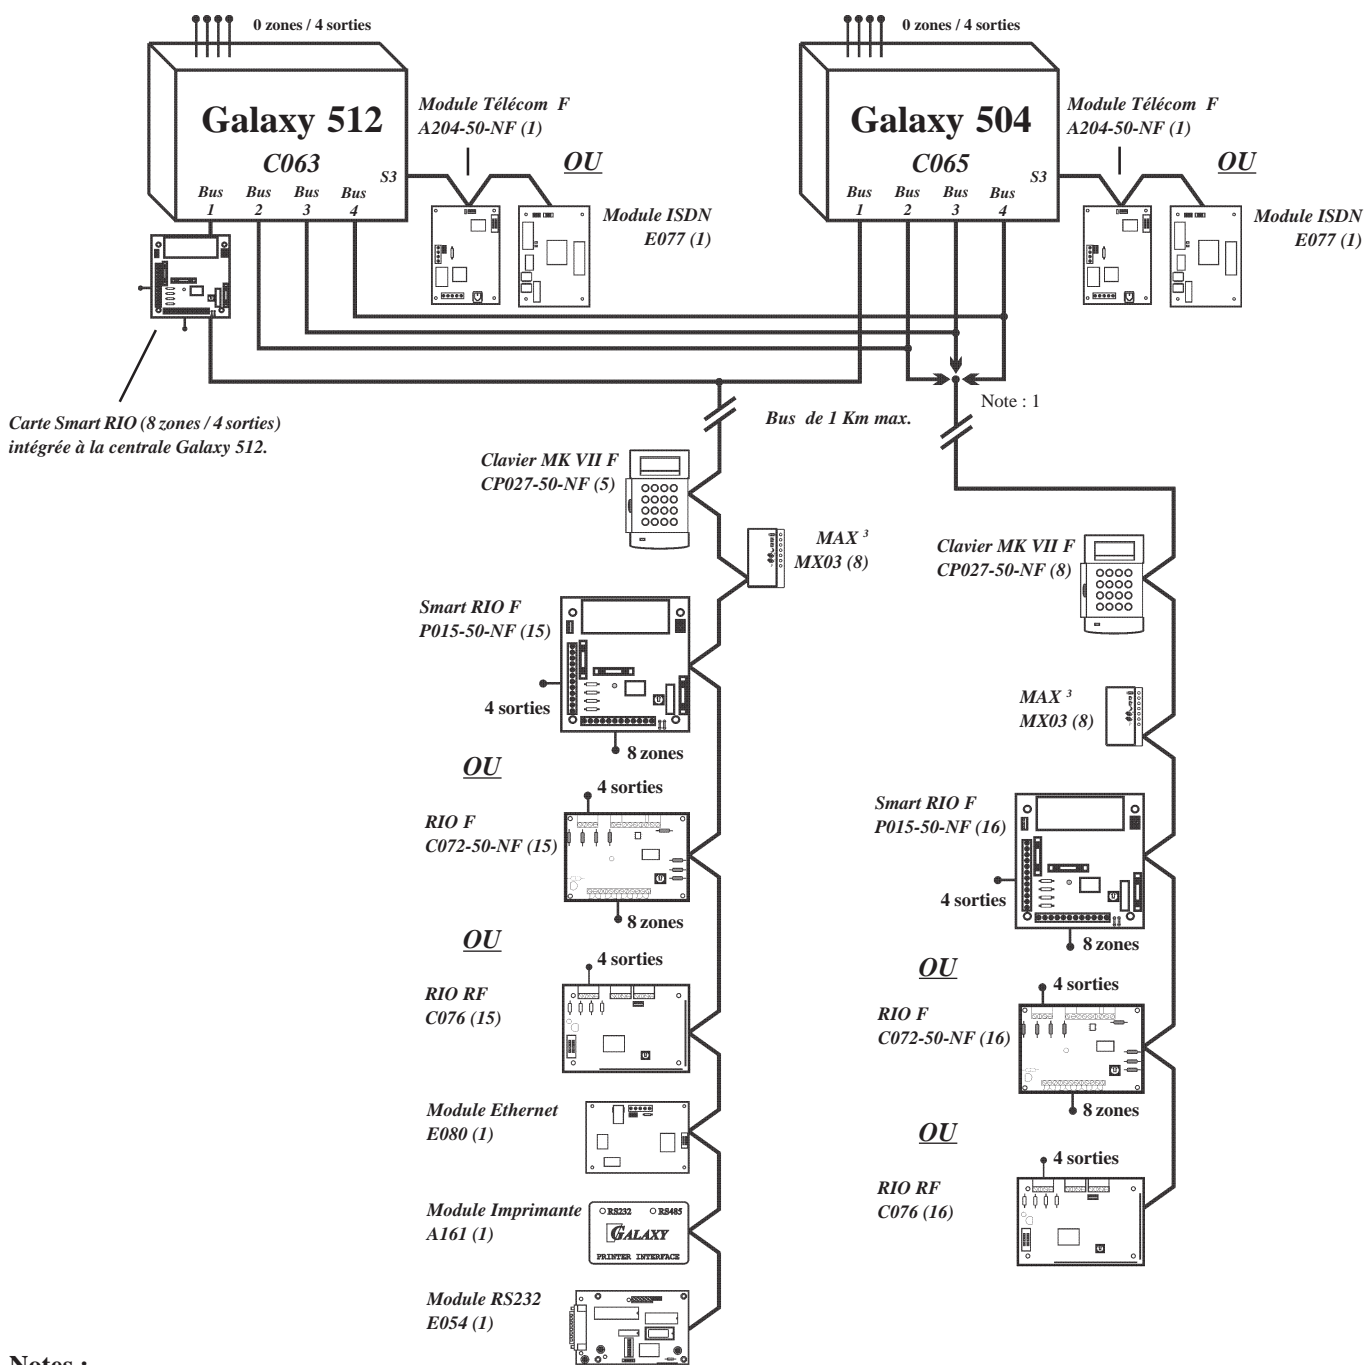 0 zones / 4 sorties
Galaxy 512
C063
S3
Bus Bus Bus Bus
1 2 3 4
Module Télécom F
A204-50-NF (1)
OU
Module ISDN
E077 (1)
0 zones / 4 sorties
Galaxy 504
C065
S3
Bus Bus Bus Bus
1 2 3 4
Module Télécom F
A204-50-NF (1)
OU
Module ISDN
E077 (1)
Carte Smart RIO (8 zones / 4 sorties)
intégrée à la centrale Galaxy 512.
Bus de 1 Km max.
Note : 1
Clavier MK VII F
CP027-50-NF (5)
MAX ³
MX03 (8)
Smart RIO F
P015-50-NF (15)
4 sorties
8 zones
OU
4 sorties
RIO F
C072-50-NF (15)
8 zones
OU
4 sorties
RIO RF
C076 (15)
Module Ethernet
E080 (1)
Module Imprimante
A161 (1)
RS232 RS485
GALAXY
PRINTER INTERFACE
Module RS232
E054 (1)
Clavier MK VII F
CP027-50-NF (8)
MAX ³
MX03 (8)
Smart RIO F
P015-50-NF (16)
4 sorties
8 zones
OU
4 sorties
RIO F
C072-50-NF (16)
8 zones
OU
4 sorties
RIO RF
C076 (16)
Notes :